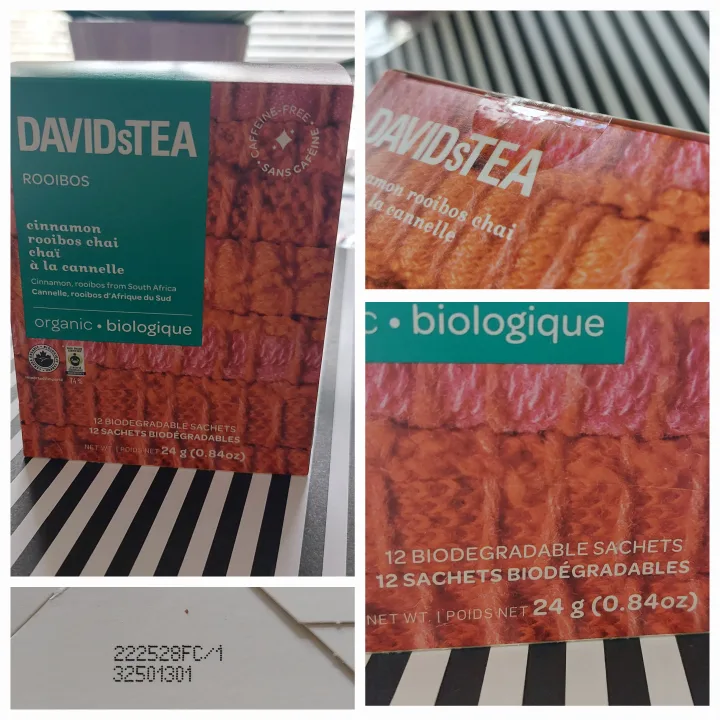 DAVIDsTEA
CAFFEINE-FREE • SANS CAFÉINE •
ROOIBOS
cinnamon
rooibos chai
chaï
à la cannelle
Cinnamon, rooibos from South Africa
Cannelle, rooibos d'Afrique du Sud
organic • biologique
12 BIODEGRADABLE SACHETS
12 SACHETS BIODÉGRADABLES
NET WT. | POIDS NET 24 g (0.84oz)
DAVIDsTEA
rooibos chai
la cannelle
• biologique
12 BIODEGRADABLE SACHETS
12 SACHETS BIODÉGRADABLES
NET WT. | POIDS NET 24 g (0.84oz)
222528FC/1
32501301